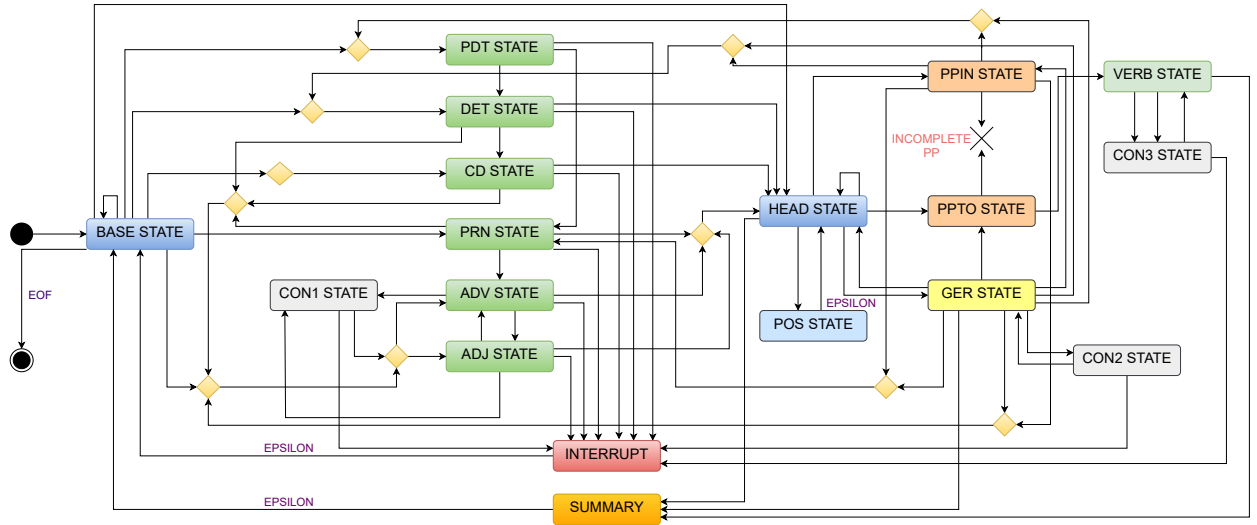 PDT STATE
PPIN STATE
VERB STATE
DET STATE
INCOMPLETE
PP
CON3 STATE
CD STATE
BASE STATE
HEAD STATE
PPTO STATE
PRN STATE
EOF
CON1 STATE
ADV STATE
EPSILON
GER STATE
POS STATE
ADJ STATE
CON2 STATE
EPSILON
INTERRUPT
EPSILON
SUMMARY